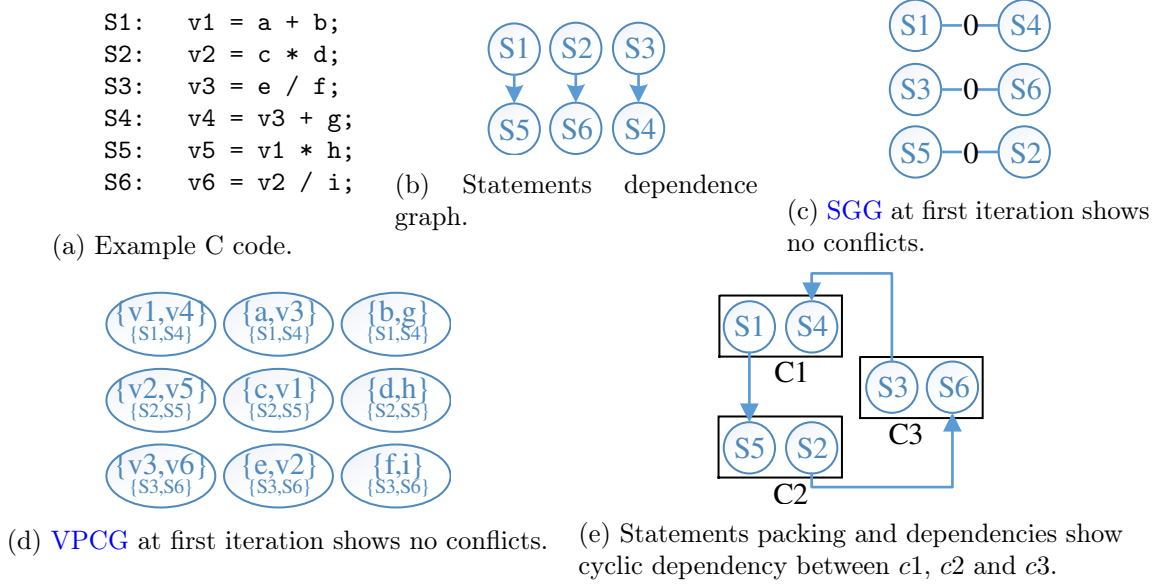 S1: v1 = a + b;
S2: v2 = c * d;
S3: v3 = e / f;
S4: v4 = v3 + g;
S5: v5 = v1 * h;
S6: v6 = v2 / i;
(a) Example C code.
S1 S2 S3
S5 S6 S4
(b) Statements dependence
graph.
S1 0 S4
S3 0 S6
S5 0 S2
(c) SGG at first iteration shows
no conflicts.
{v1,v4} {a,v3} {b,g}
{S1,S4} {S1,S4} {S1,S4}
{v2,v5} {c,v1} {d,h}
{S2,S5} {S2,S5} {S2,S5}
{v3,v6} {e,v2} {f,i}
{S3,S6} {S3,S6} {S3,S6}
(d) VPCG at first iteration shows no conflicts.
S1 S4
C1
S3 S6
C3
S5 S2
C2
(e) Statements packing and dependencies show
cyclic dependency between c1, c2 and c3.